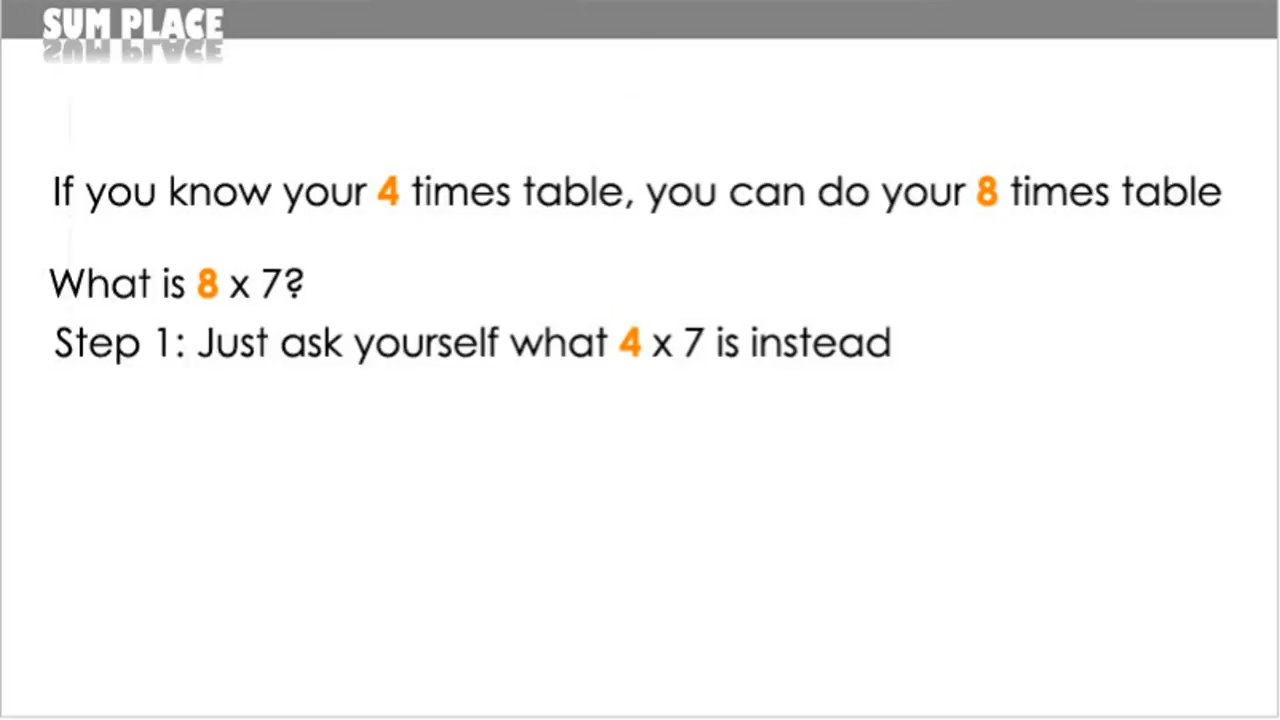 SUM PLACE
If you know your 4 times table, you can do your 8 times table
What is 8 x 7?
Step 1: Just ask yourself what 4 x 7 is instead